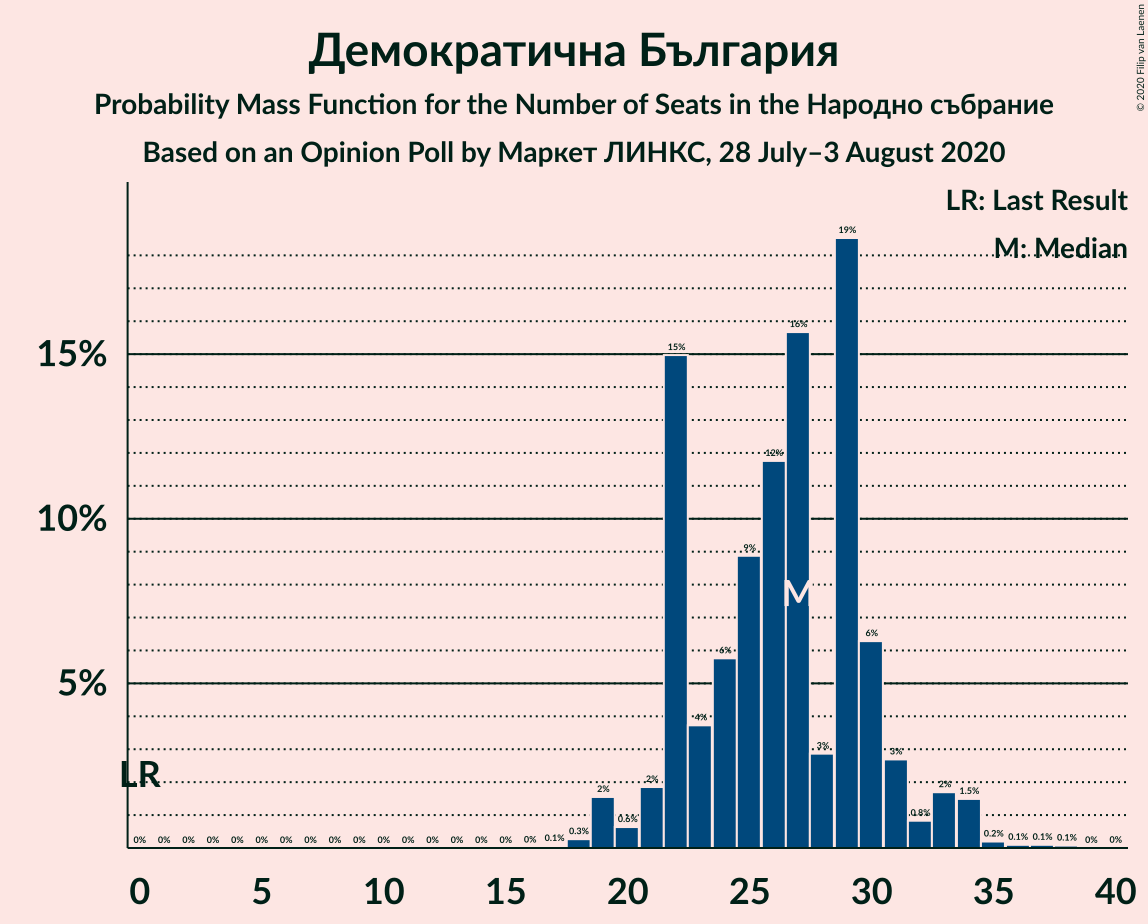 Демократична България
Probability Mass Function for the Number of Seats in the Народно събрание
Based on an Opinion Poll by Маркет ЛИНКС, 28 July–3 August 2020
© 2020 Filip van Laenen
LR: Last Result
M: Median
19%
16%
15%
15%
12%
10%
9%
M
6%
6%
5%
4%
3%
3%
LR
2%
2%
2%
1.5%
0.8%
0.6%
0.3%
0.2%
0% 0% 0% 0% 0% 0% 0% 0% 0% 0% 0% 0% 0% 0% 0% 0% 0% 0.1% 0.1% 0.1% 0.1% 0% 0%
0 5 10 15 20 25 30 35 40